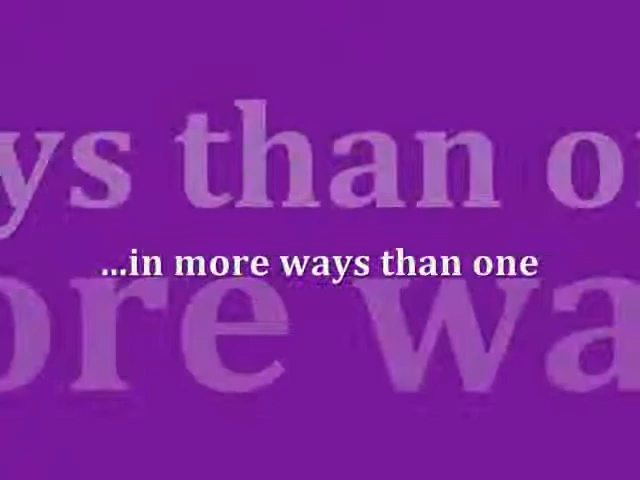 ys than o
...in more ways than one
ore wa